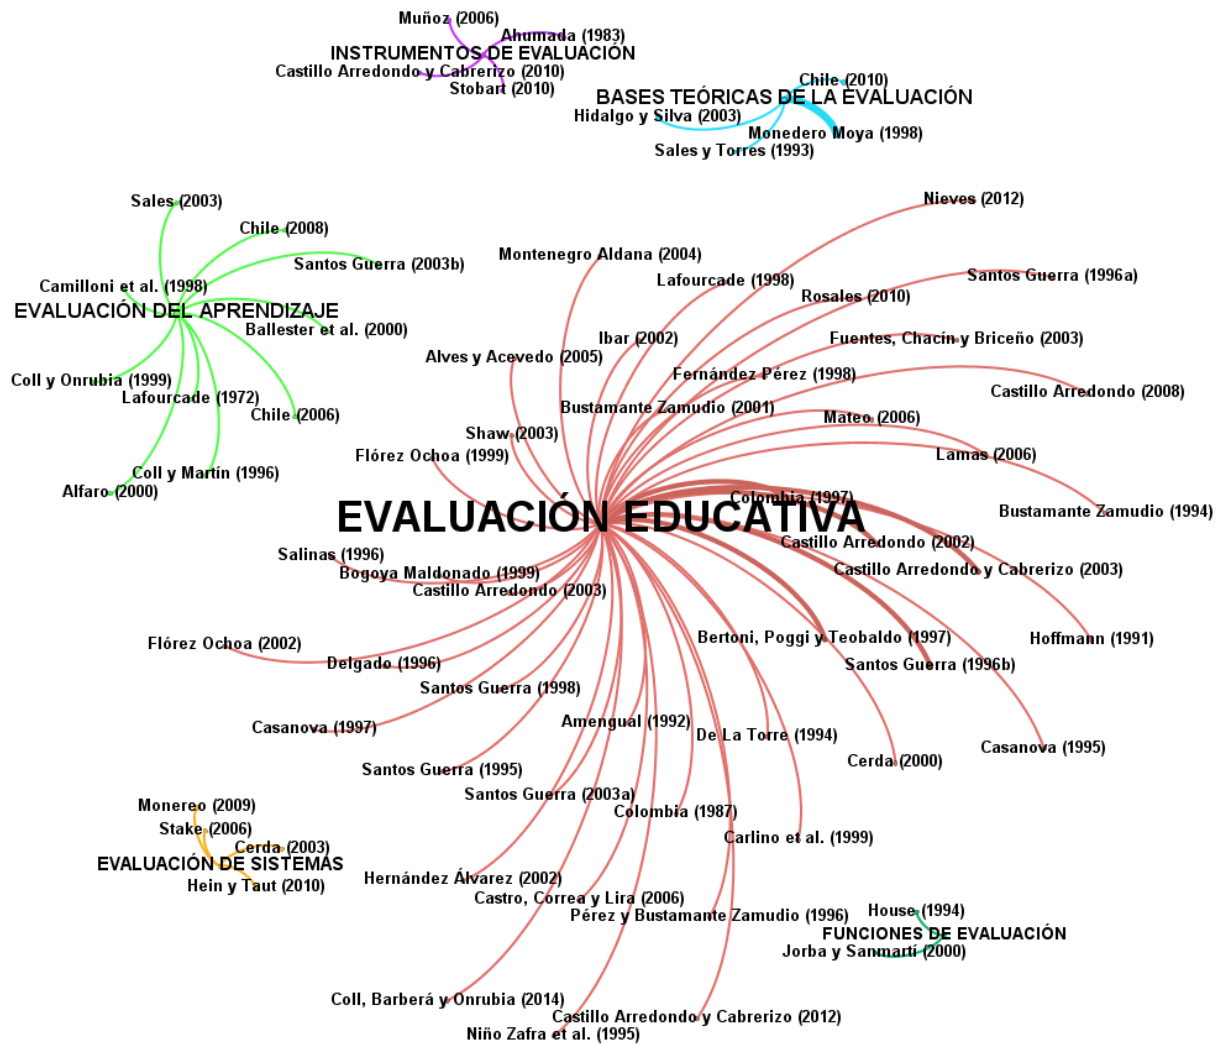 Muñoz (2006)
Ahumada (1983)
INSTRUMENTOS DE EVALUACIÓN
Castillo Arredondo y Cabrerizo (2010)
Stobart (2010)
Chile (2010)
BASES TEÓRICAS DE LA EVALUACIÓN
Hidalgo y Silva (2003)
Monedero Moya (1998)
Sales y Torres (1993)
Sales (2003)
Chile (2008)
Santos Guerra (2003b)
Camilloni et al. (1998)
EVALUACIÓN DEL APRENDIZAJE
Ballester et al. (2000)
Coll y Onrubia (1999)
Lafourcade (1972)
Chile (2006)
Coll y Martín (1996)
Alfaro (2000)
Nieves (2012)
Montenegro Aldana (2004)
Santos Guerra (1996a)
Lafourcade (1998)
Rosales (2010)
Ibar (2002)
Fuentes, Chacín y Briceño (2003)
Alves y Acevedo (2005)
Fernández Pérez (1998)
Castillo Arredondo (2008)
Bustamante Zamudio (2001)
Mateo (2006)
Shaw (2003)
Flórez Ochoa (1999)
Lamas (2006)
Colombia (1997)
Bustamante Zamudio (1994)
EVALUACIÓN EDUCATIVA
Castillo Arredondo (2002)
Salinas (1996)
Bogoya Maldonado (1999)
Castillo Arredondo y Cabrerizo (2003)
Castillo Arredondo (2003)
Bertoni, Poggi y Teobaldo (1997)
Hoffmann (1991)
Flórez Ochoa (2002)
Delgado (1996)
Santos Guerra (1996b)
Santos Guerra (1998)
Amengual (1992)
Casanova (1997)
De La Torre (1994)
Casanova (1995)
Cerda (2000)
Santos Guerra (1995)
Santos Guerra (2003a)
Colombia (1987)
Carlino et al. (1999)
Hernández Álvarez (2002)
Castro, Correa y Lira (2006)
Pérez y Bustamante Zamudio (1996)
Coll, Barberá y Onrubia (2014)
Castillo Arredondo y Cabrerizo (2012)
Niño Zafra et al. (1995)
Monereo (2009)
Stake (2006)
Cerda (2003)
EVALUACIÓN DE SISTEMAS
Hein y Taut (2010)
House (1994)
FUNCIONES DE EVALUACIÓN
Jorba y Sanmartí (2000)